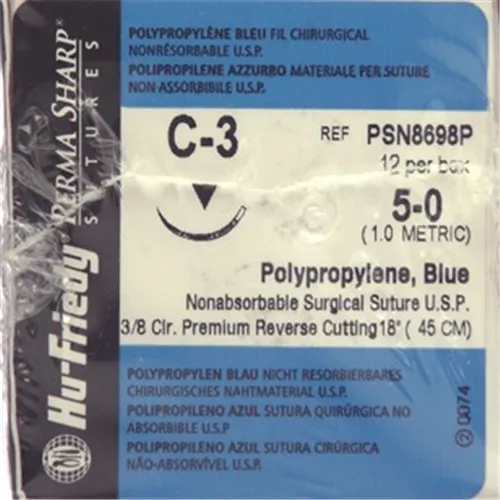 POLYPROPYLÈNE BLEU FIL CHIRURGICAL
NONRÉSORBABLE U.S.P.
POLIPROPILENE AZZURRO MATERIALE PER SUTURE
NON ASSORBIBILE U.S.P.
C-3
REF PSN8698P
12 per box
5-0
(1.0 METRIC)
Polypropylene, Blue
Nonabsorbable Surgical Suture U.S.P.
3/8 Cir. Premium Reverse Cutting 18" ( 45 CM)
POLYPROPYLEN BLAU NICHT RESORBIERBARES
CHIRURGISCHES NAHTMATERIAL U.S.P.
POLIPROPILENO AZUL SUTURA QUIRÚRGICA NO
ABSORBIBLE U.S.P
POLIPROPILENO AZUL SUTURA CIRÚRGICA
NÃO-ABSORVÍVEL U.S.P.
② 0074
Hu-Friedy®
PERMA SHARP®
SUTURES